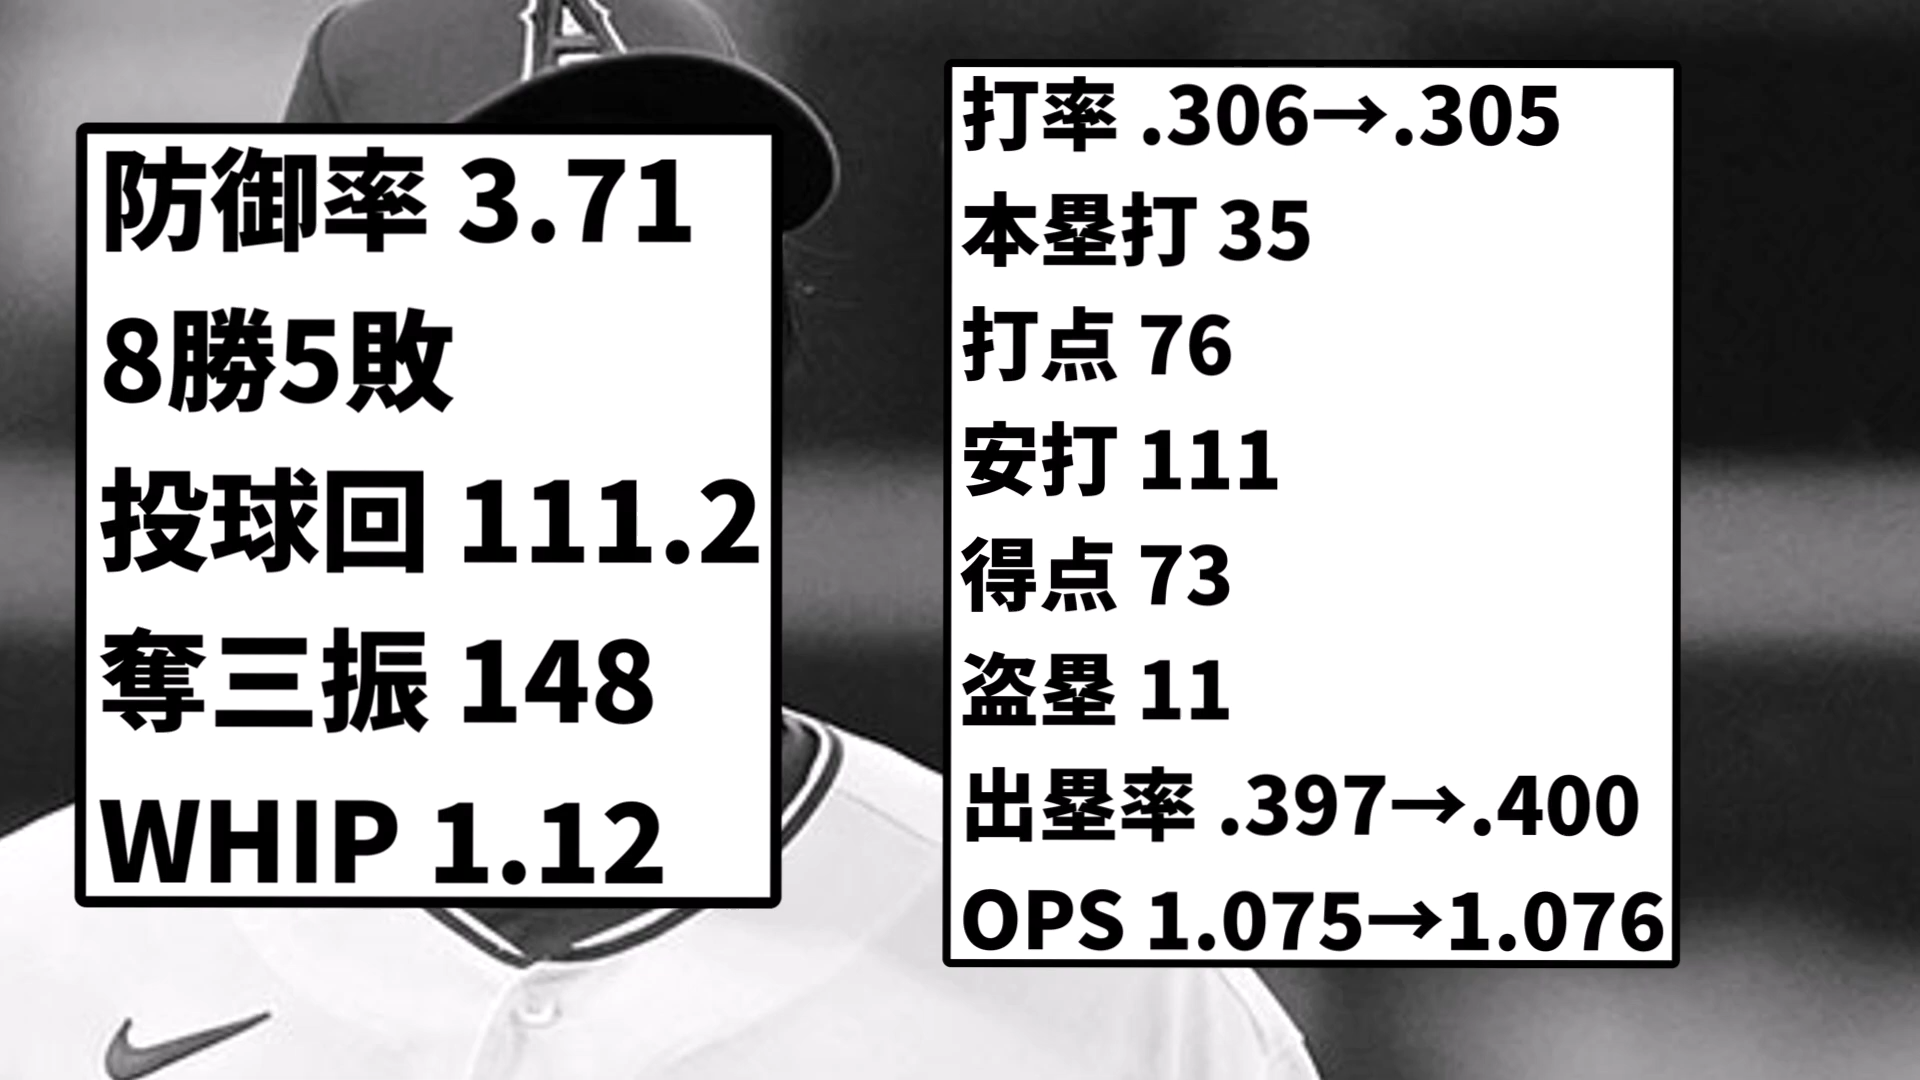 A
防御率 3.71
8勝5敗
投球回 111.2
奪三振 148
WHIP 1.12
打率 .306→.305
本塁打 35
打点 76
安打 111
得点 73
盗塁 11
出塁率 .397→.400
OPS 1.075→1.076